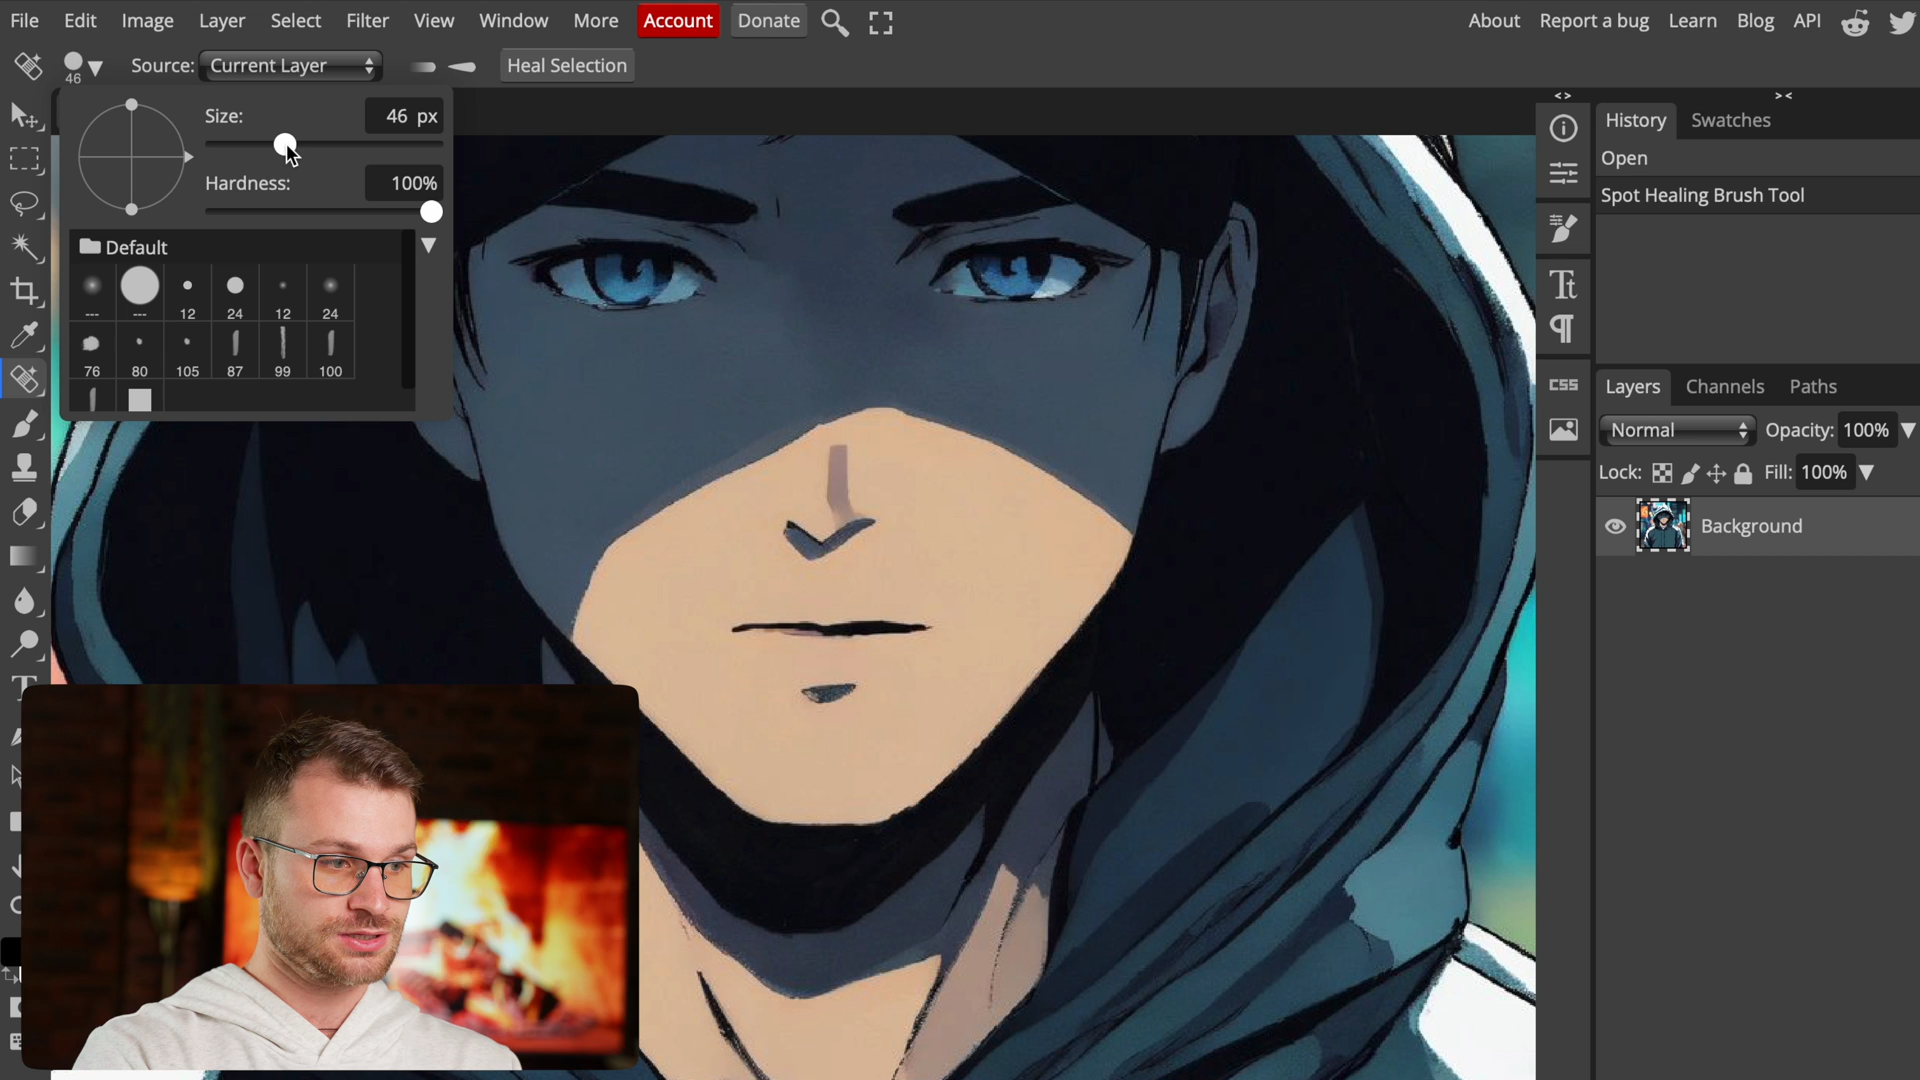 File Edit Image Layer Select Filter View Window More Account Donate About Report a bug Learn Blog API
46 Source: Current Layer Heal Selection
Size: 46 px
Hardness: 100%
Default
--- --- 12 24 12 24
76 80 105 87 99 100
History Swatches
Open
Spot Healing Brush Tool
CSS
Layers Channels Paths
Normal Opacity: 100%
Lock: Fill: 100%
Background